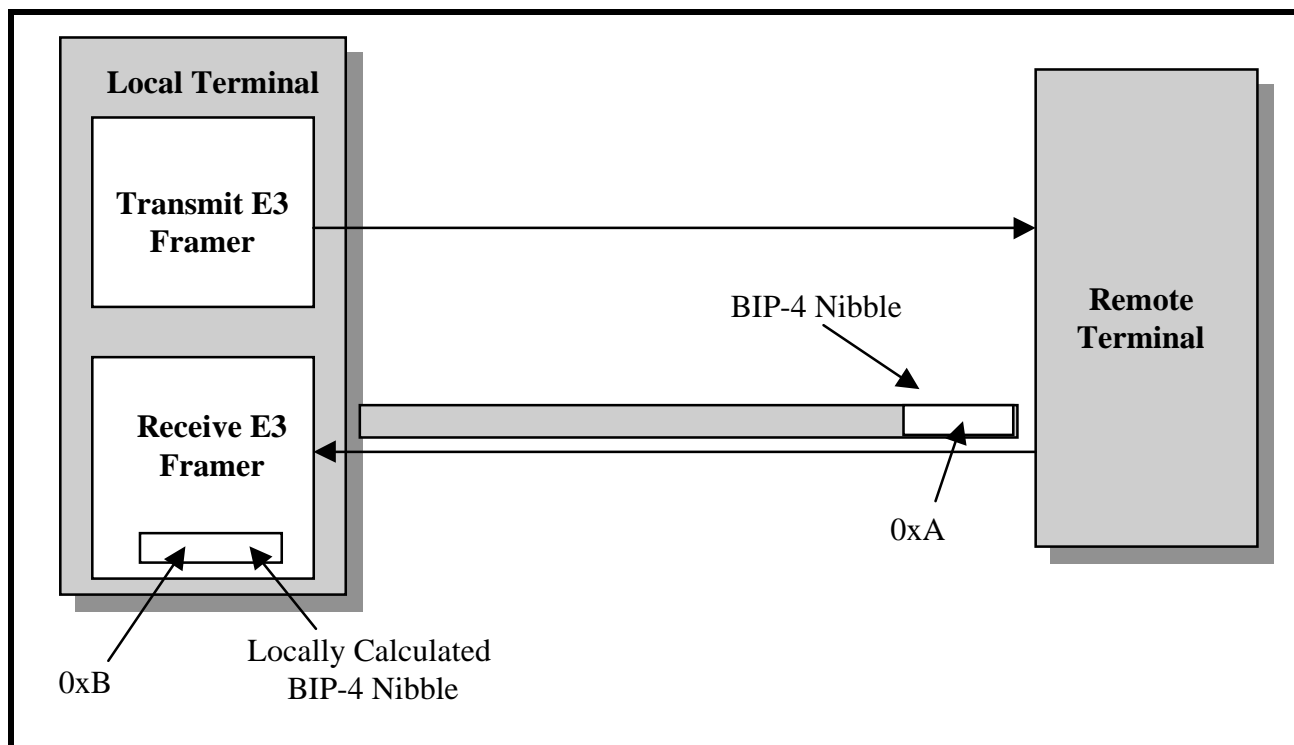 Local Terminal
Transmit E3
Framer
Remote
Terminal
BIP-4 Nibble
Receive E3
Framer
0xA
0xB
Locally Calculated
BIP-4 Nibble